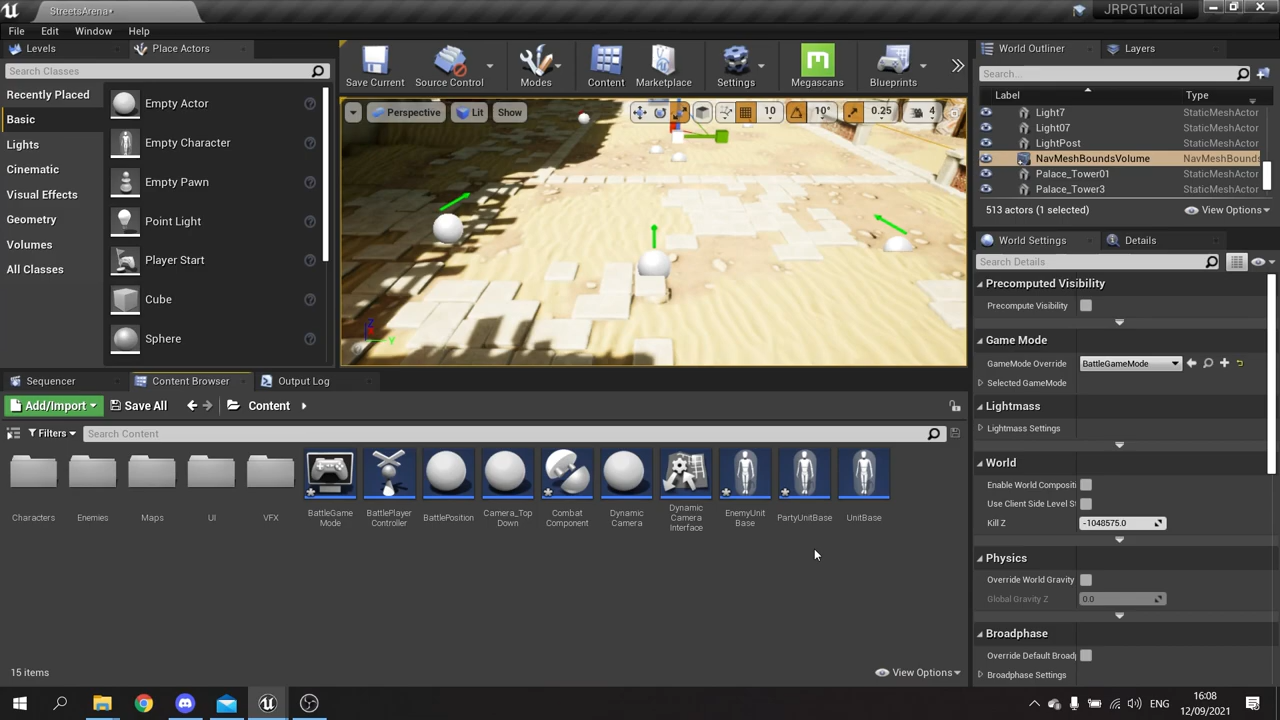 StreetsArena*
JRPGTutorial
File Edit Window Help
Levels
Place Actors
Search Classes
Recently Placed
Basic
Lights
Cinematic
Visual Effects
Geometry
Volumes
All Classes
Empty Actor
Empty Character
Empty Pawn
Point Light
Player Start
Cube
Sphere
Save Current
Source Control
Modes
Content
Marketplace
Settings
Megascans
Blueprints
Perspective
Lit
Show
10
10°
0.25
4
Z
Y
World Outliner
Layers
Search...
Label
Type
Light7 StaticMeshActor
Light07 StaticMeshActor
LightPost StaticMeshActor
NavMeshBoundsVolume NavMeshBounds
Palace_Tower01 StaticMeshActor
Palace_Tower3 StaticMeshActor
513 actors (1 selected)
View Options
World Settings
Details
Search Details
Precomputed Visibility
Precompute Visibility
Game Mode
GameMode Override
BattleGameMode
Selected GameMode
Lightmass
Lightmass Settings
World
Enable World Compositi
Use Client Side Level S
Kill Z
-1048575.0
Physics
Override World Gravity
Global Gravity Z
0.0
Broadphase
Override Default Broad
Broadphase Settings
Sequencer
Content Browser
Output Log
Add/Import
Save All
Content
Filters
Search Content
Characters
Enemies
Maps
UI
VFX
BattleGame
Mode
BattlePlayer
Controller
BattlePosition
Camera_Top
Down
Combat
Component
Dynamic
Camera
Dynamic
Camera
Interface
EnemyUnit
Base
PartyUnitBase
UnitBase
15 items
View Options
ENG
16:08
12/09/2021